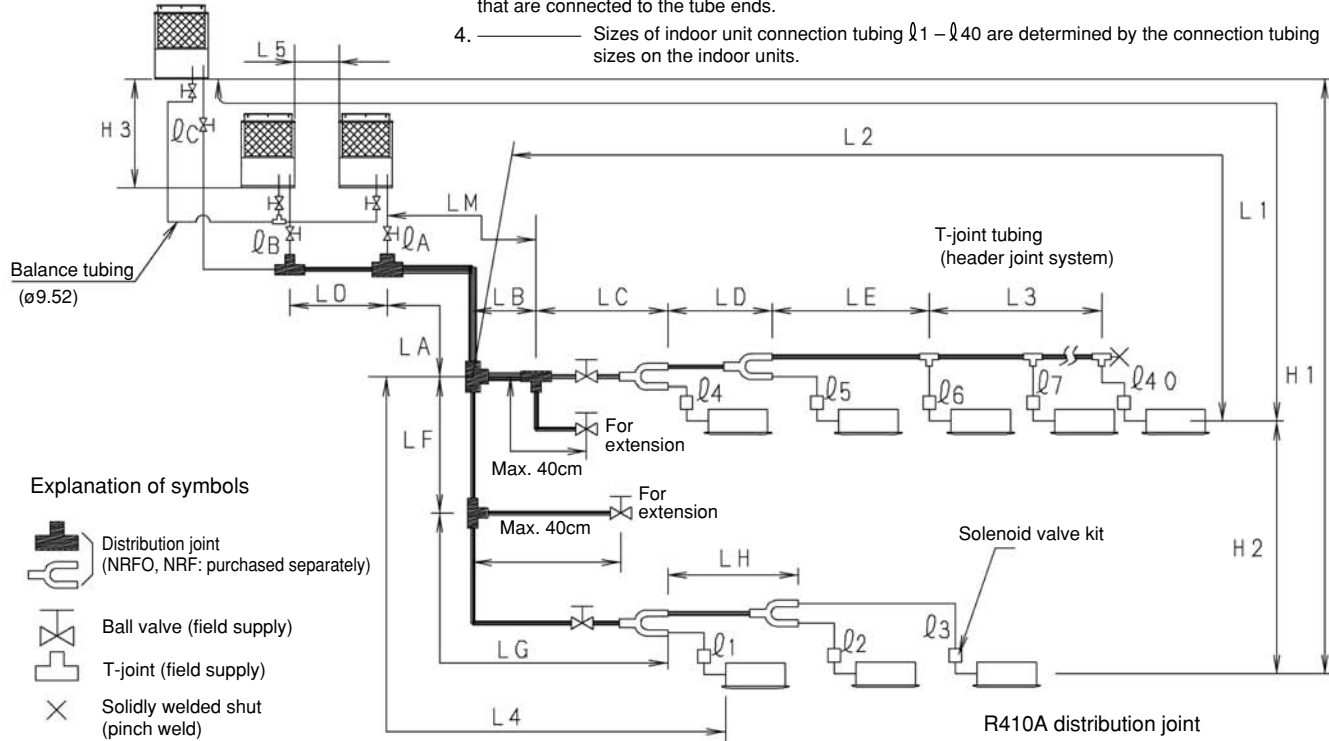 that are connected to the tube ends.
4. ———— Sizes of indoor unit connection tubing ℓ1 – ℓ40 are determined by the connection tubing
sizes on the indoor units.
L5
H3
ℓC
L2
LM
L1
ℓB
ℓA
T-joint tubing
(header joint system)
Balance tubing
(ø9.52)
LO
LB
LC
LD
LE
L3
LA
H1
ℓ4
ℓ5
ℓ6
ℓ7
ℓ40
LF
For
extension
Max. 40cm
Explanation of symbols
For
extension
Max. 40cm
Distribution joint
(NRFO, NRF: purchased separately)
Solenoid valve kit
LH
H2
Ball valve (field supply)
ℓ1
ℓ2
ℓ3
LG
T-joint (field supply)
Solidly welded shut
(pinch weld)
L4
R410A distribution joint